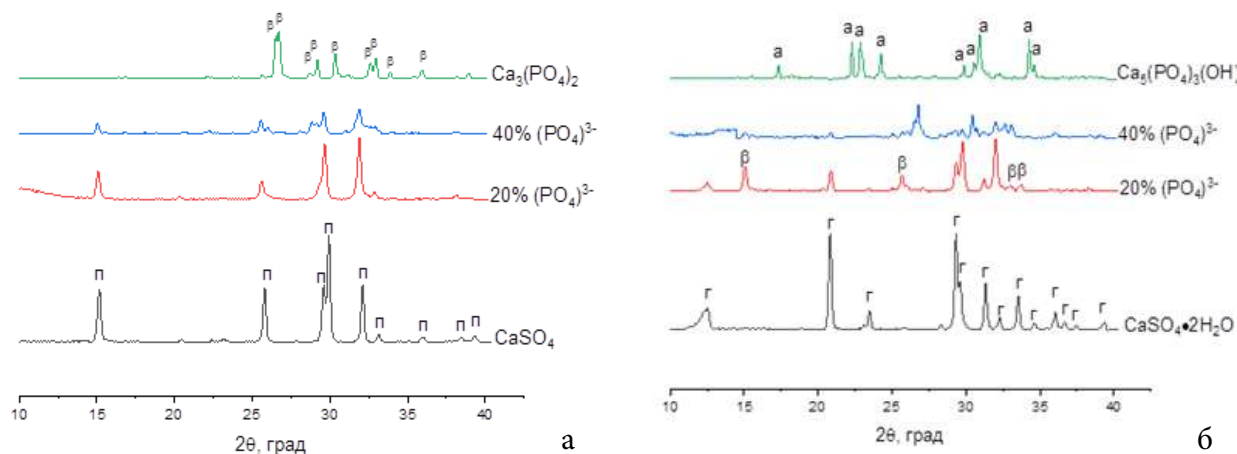 β β β β β β β β β
Ca₃(PO₄)₂
40% (PO₄)³⁻
20% (PO₄)³⁻
П П П П П П П П П
CaSO₄
10 15 20 25 30 35 40
2θ, град
а
а а а а а а а а а
Ca₅(PO₄)₃(OH)
40% (PO₄)³⁻
β β ββ
20% (PO₄)³⁻
Г Г Г Г Г Г Г Г Г Г Г Г
CaSO₄•2H₂O
10 15 20 25 30 35 40
2θ, град
б